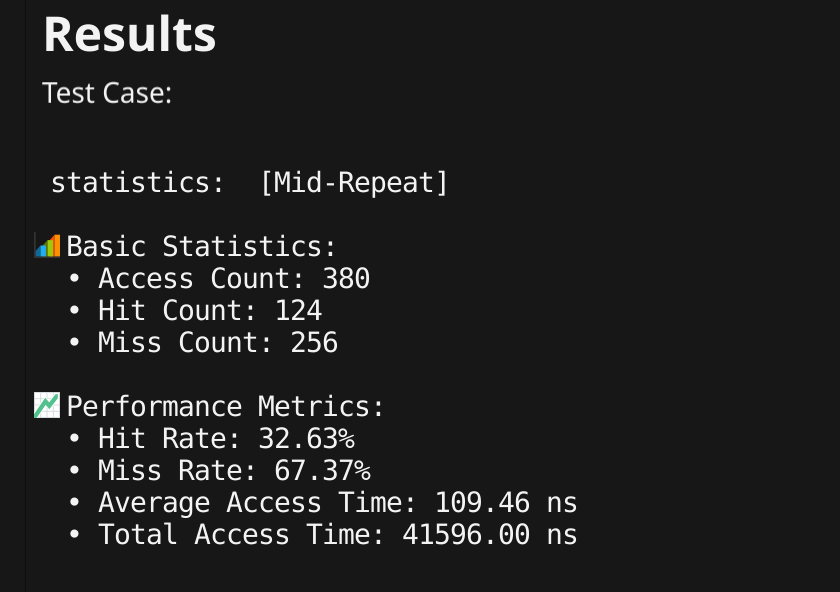 Results
Test Case:
statistics:  [Mid-Repeat]
📊 Basic Statistics:
• Access Count: 380
• Hit Count: 124
• Miss Count: 256
💹 Performance Metrics:
• Hit Rate: 32.63%
• Miss Rate: 67.37%
• Average Access Time: 109.46 ns
• Total Access Time: 41596.00 ns